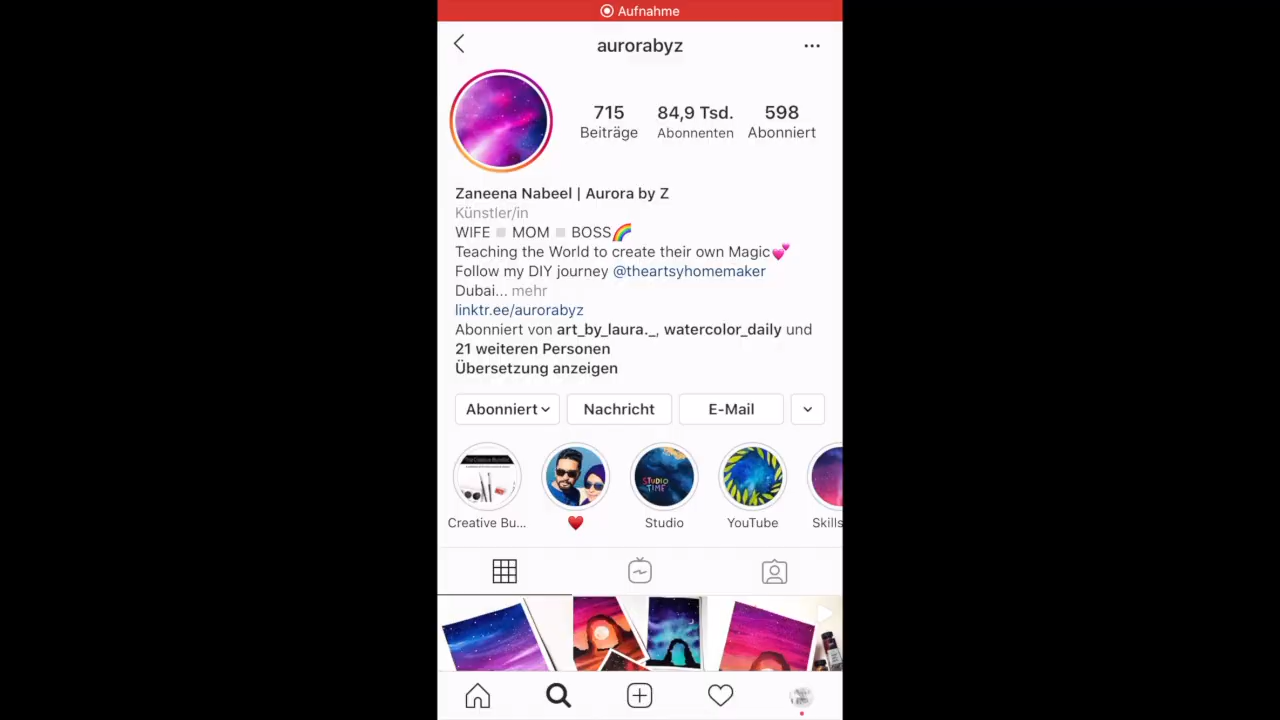 Aufnahme
aurorabyz
715 84,9 Tsd. 598
Beiträge Abonnenten Abonniert
Zaneena Nabeel | Aurora by Z
Künstler/in
WIFE ◽ MOM ◽ BOSS🌈
Teaching the World to create their own Magic💕
Follow my DIY journey @theartsyhomemaker
Dubai... mehr
linktr.ee/aurorabyz
Abonniert von art_by_laura._, watercolor_daily und
21 weiteren Personen
Übersetzung anzeigen
Abonniert Nachricht E-Mail
STUDIO
TIME
Creative Bu... ♥️ Studio YouTube Skills